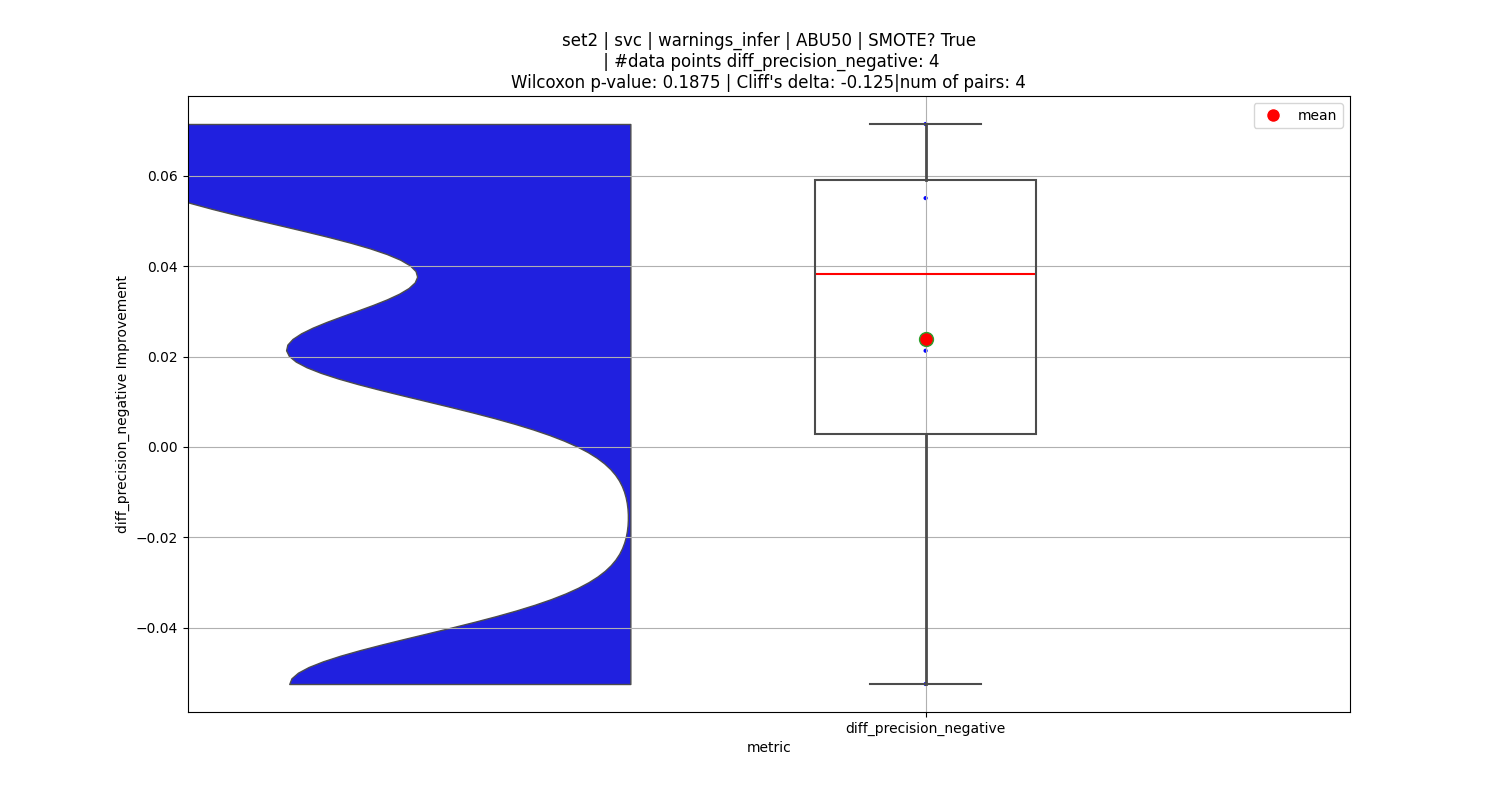 set2 | svc | warnings_infer | ABU50 | SMOTE? True
| #data points diff_precision_negative: 4
Wilcoxon p-value: 0.1875 | Cliff's delta: -0.125|num of pairs: 4
mean
0.06
0.04
0.02
0.00
−0.02
−0.04
diff_precision_negative Improvement
diff_precision_negative
metric